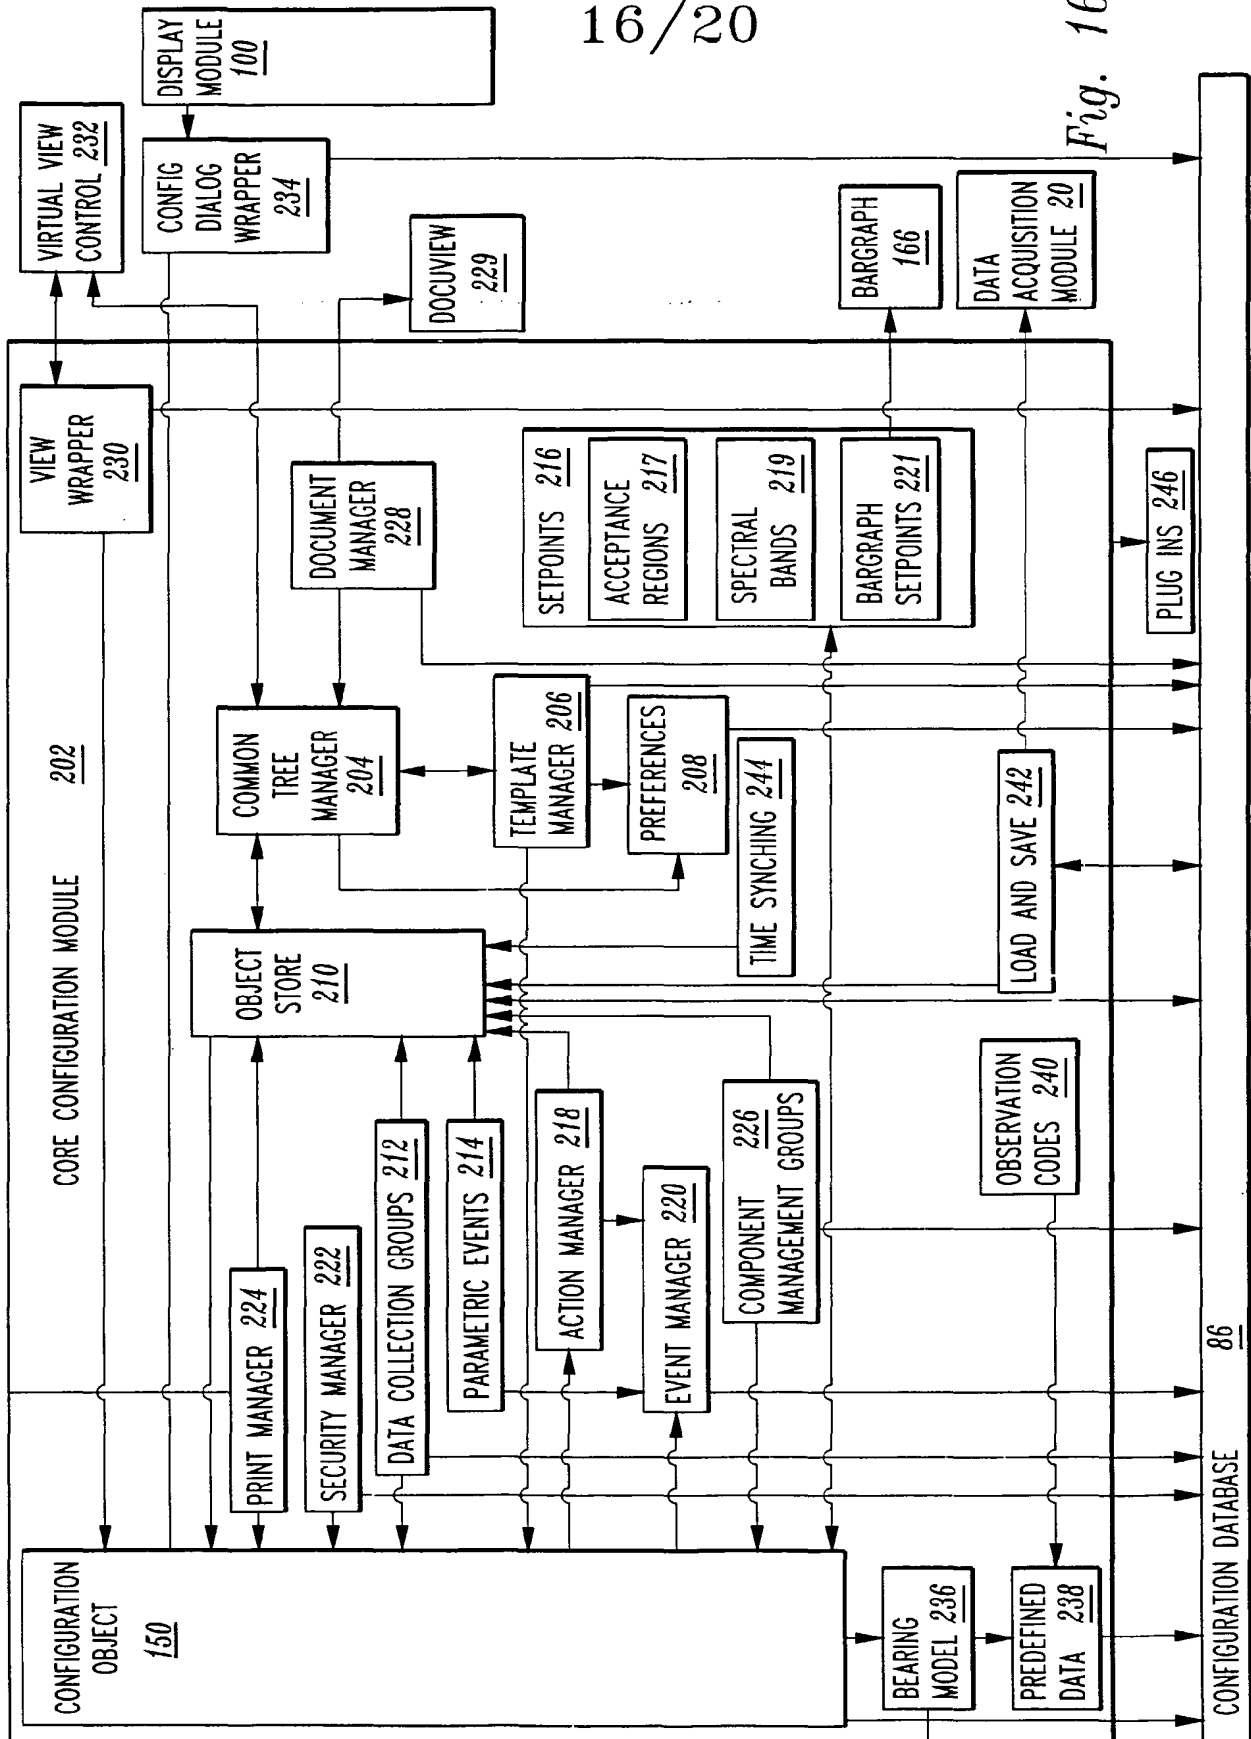 16/20
Fig. 16
DISPLAY
MODULE
100
VIRTUAL VIEW
CONTROL 232
CONFIG
DIALOG
WRAPPER
234
DOCUVIEW
229
BARGRAPH
166
DATA
ACQUISITION
MODULE 20
VIEW
WRAPPER
230
DOCUMENT
MANAGER
228
SETPOINTS 216
ACCEPTANCE
REGIONS 217
SPECTRAL
BANDS 219
BARGRAPH
SETPOINTS 221
PLUG INS 246
CORE CONFIGURATION MODULE
202
COMMON
TREE
MANAGER
204
TEMPLATE
MANAGER 206
PREFERENCES
208
TIME SYNCHING 244
LOAD AND SAVE 242
OBJECT
STORE
210
PRINT MANAGER 224
SECURITY MANAGER 222
DATA COLLECTION GROUPS 212
PARAMETRIC EVENTS 214
ACTION MANAGER 218
EVENT MANAGER 220
COMPONENT 226
MANAGEMENT GROUPS
OBSERVATION
CODES 240
CONFIGURATION
OBJECT
150
BEARING
MODEL 236
PREDEFINED
DATA 238
CONFIGURATION DATABASE
86